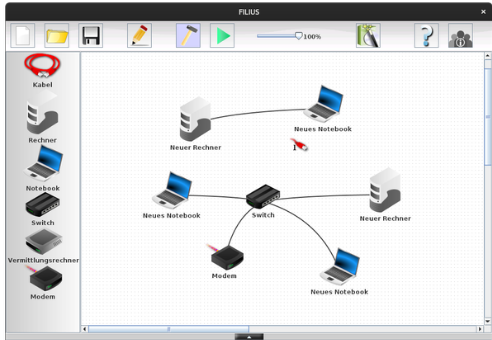 FILIUS
100%
Kabel
Rechner
Notebook
Switch
Vermittlungsrechner
Modem
Neuer Rechner
Neues Notebook
Neues Notebook
Switch
Neuer Rechner
Modem
Neues Notebook